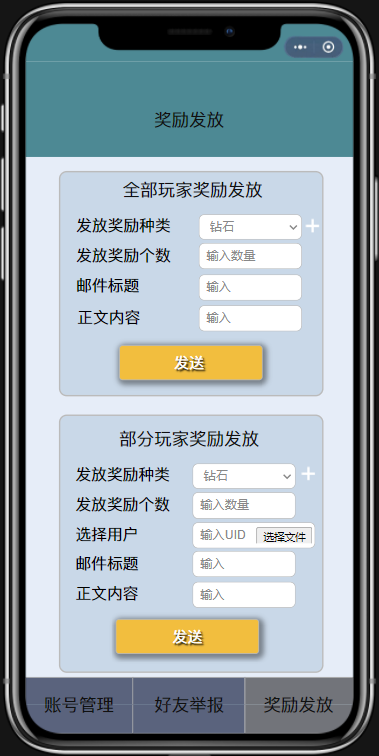 奖励发放
全部玩家奖励发放
发放奖励种类 钻石
发放奖励个数 输入数量
邮件标题 输入
正文内容 输入
发送
部分玩家奖励发放
发放奖励种类 钻石
发放奖励个数 输入数量
选择用户 输入UID 选择文件
邮件标题 输入
正文内容 输入
发送
账号管理 好友举报 奖励发放